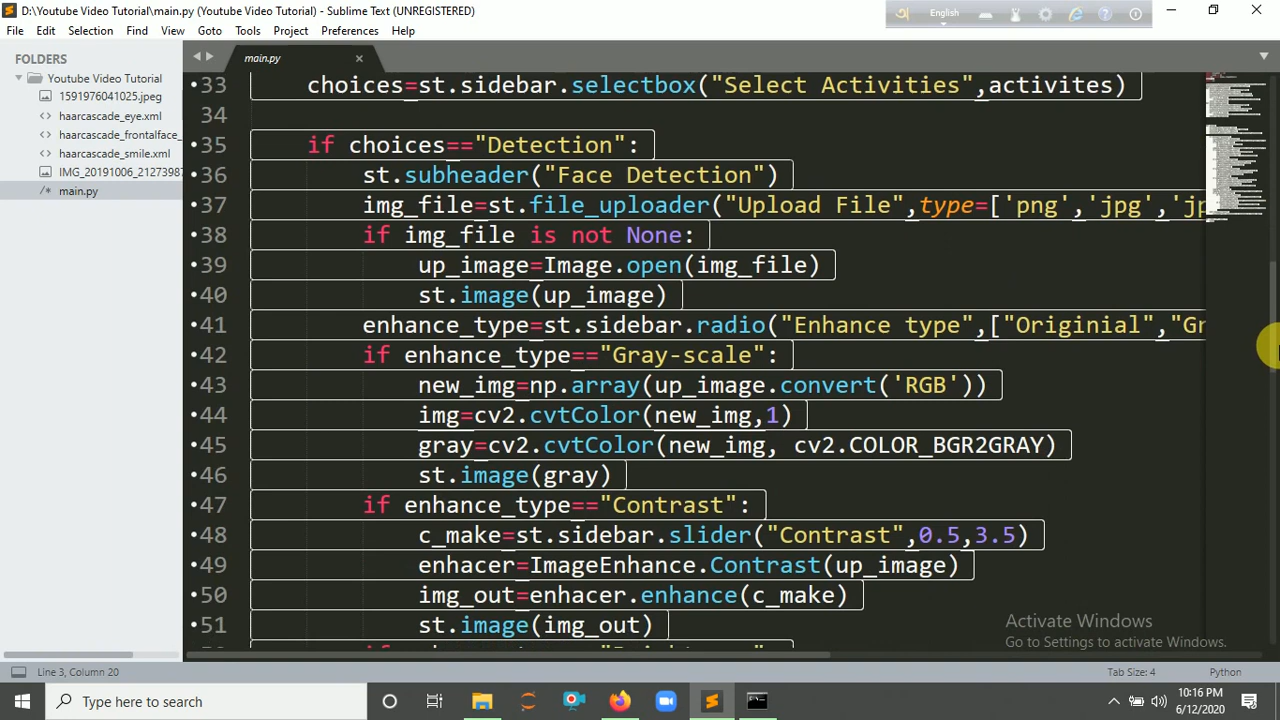 D:\Youtube Video Tutorial\main.py (Youtube Video Tutorial) - Sublime Text (UNREGISTERED)
English
File Edit Selection Find View Goto Tools Project Preferences Help
FOLDERS
Youtube Video Tutorial
1591976041025.jpeg
haarcascade_eye.xml
haarcascade_frontalface_
haarcascade_smile.xml
IMG_20191006_21273987
main.py
main.py
33 choices=st.sidebar.selectbox("Select Activities",activites)
34
35 if choices=="Detection":
36 st.subheader("Face Detection")
37 img_file=st.file_uploader("Upload File",type=['png','jpg','jp
38 if img_file is not None:
39 up_image=Image.open(img_file)
40 st.image(up_image)
41 enhance_type=st.sidebar.radio("Enhance type",["Originial","Gr
42 if enhance_type=="Gray-scale":
43 new_img=np.array(up_image.convert('RGB'))
44 img=cv2.cvtColor(new_img,1)
45 gray=cv2.cvtColor(new_img, cv2.COLOR_BGR2GRAY)
46 st.image(gray)
47 if enhance_type=="Contrast":
48 c_make=st.sidebar.slider("Contrast",0.5,3.5)
49 enhacer=ImageEnhance.Contrast(up_image)
50 img_out=enhacer.enhance(c_make)
51 st.image(img_out)
Activate Windows
Go to Settings to activate Windows.
Line 3, Column 20
Tab Size: 4
Python
Type here to search
10:16 PM
6/12/2020